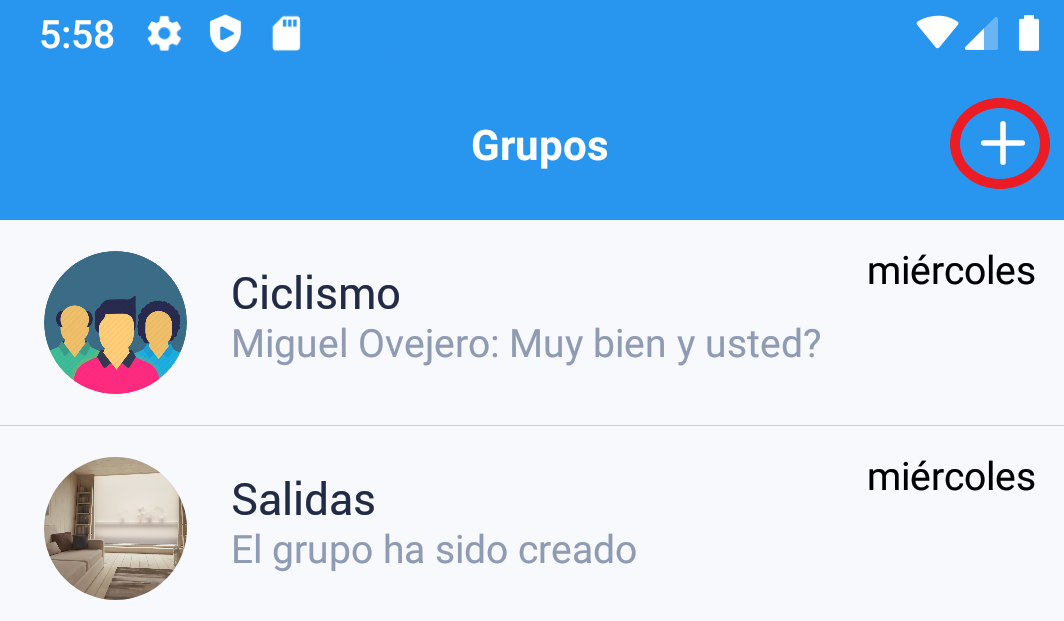 5:58
Grupos
Ciclismo
miércoles
Miguel Ovejero: Muy bien y usted?
Salidas
miércoles
El grupo ha sido creado